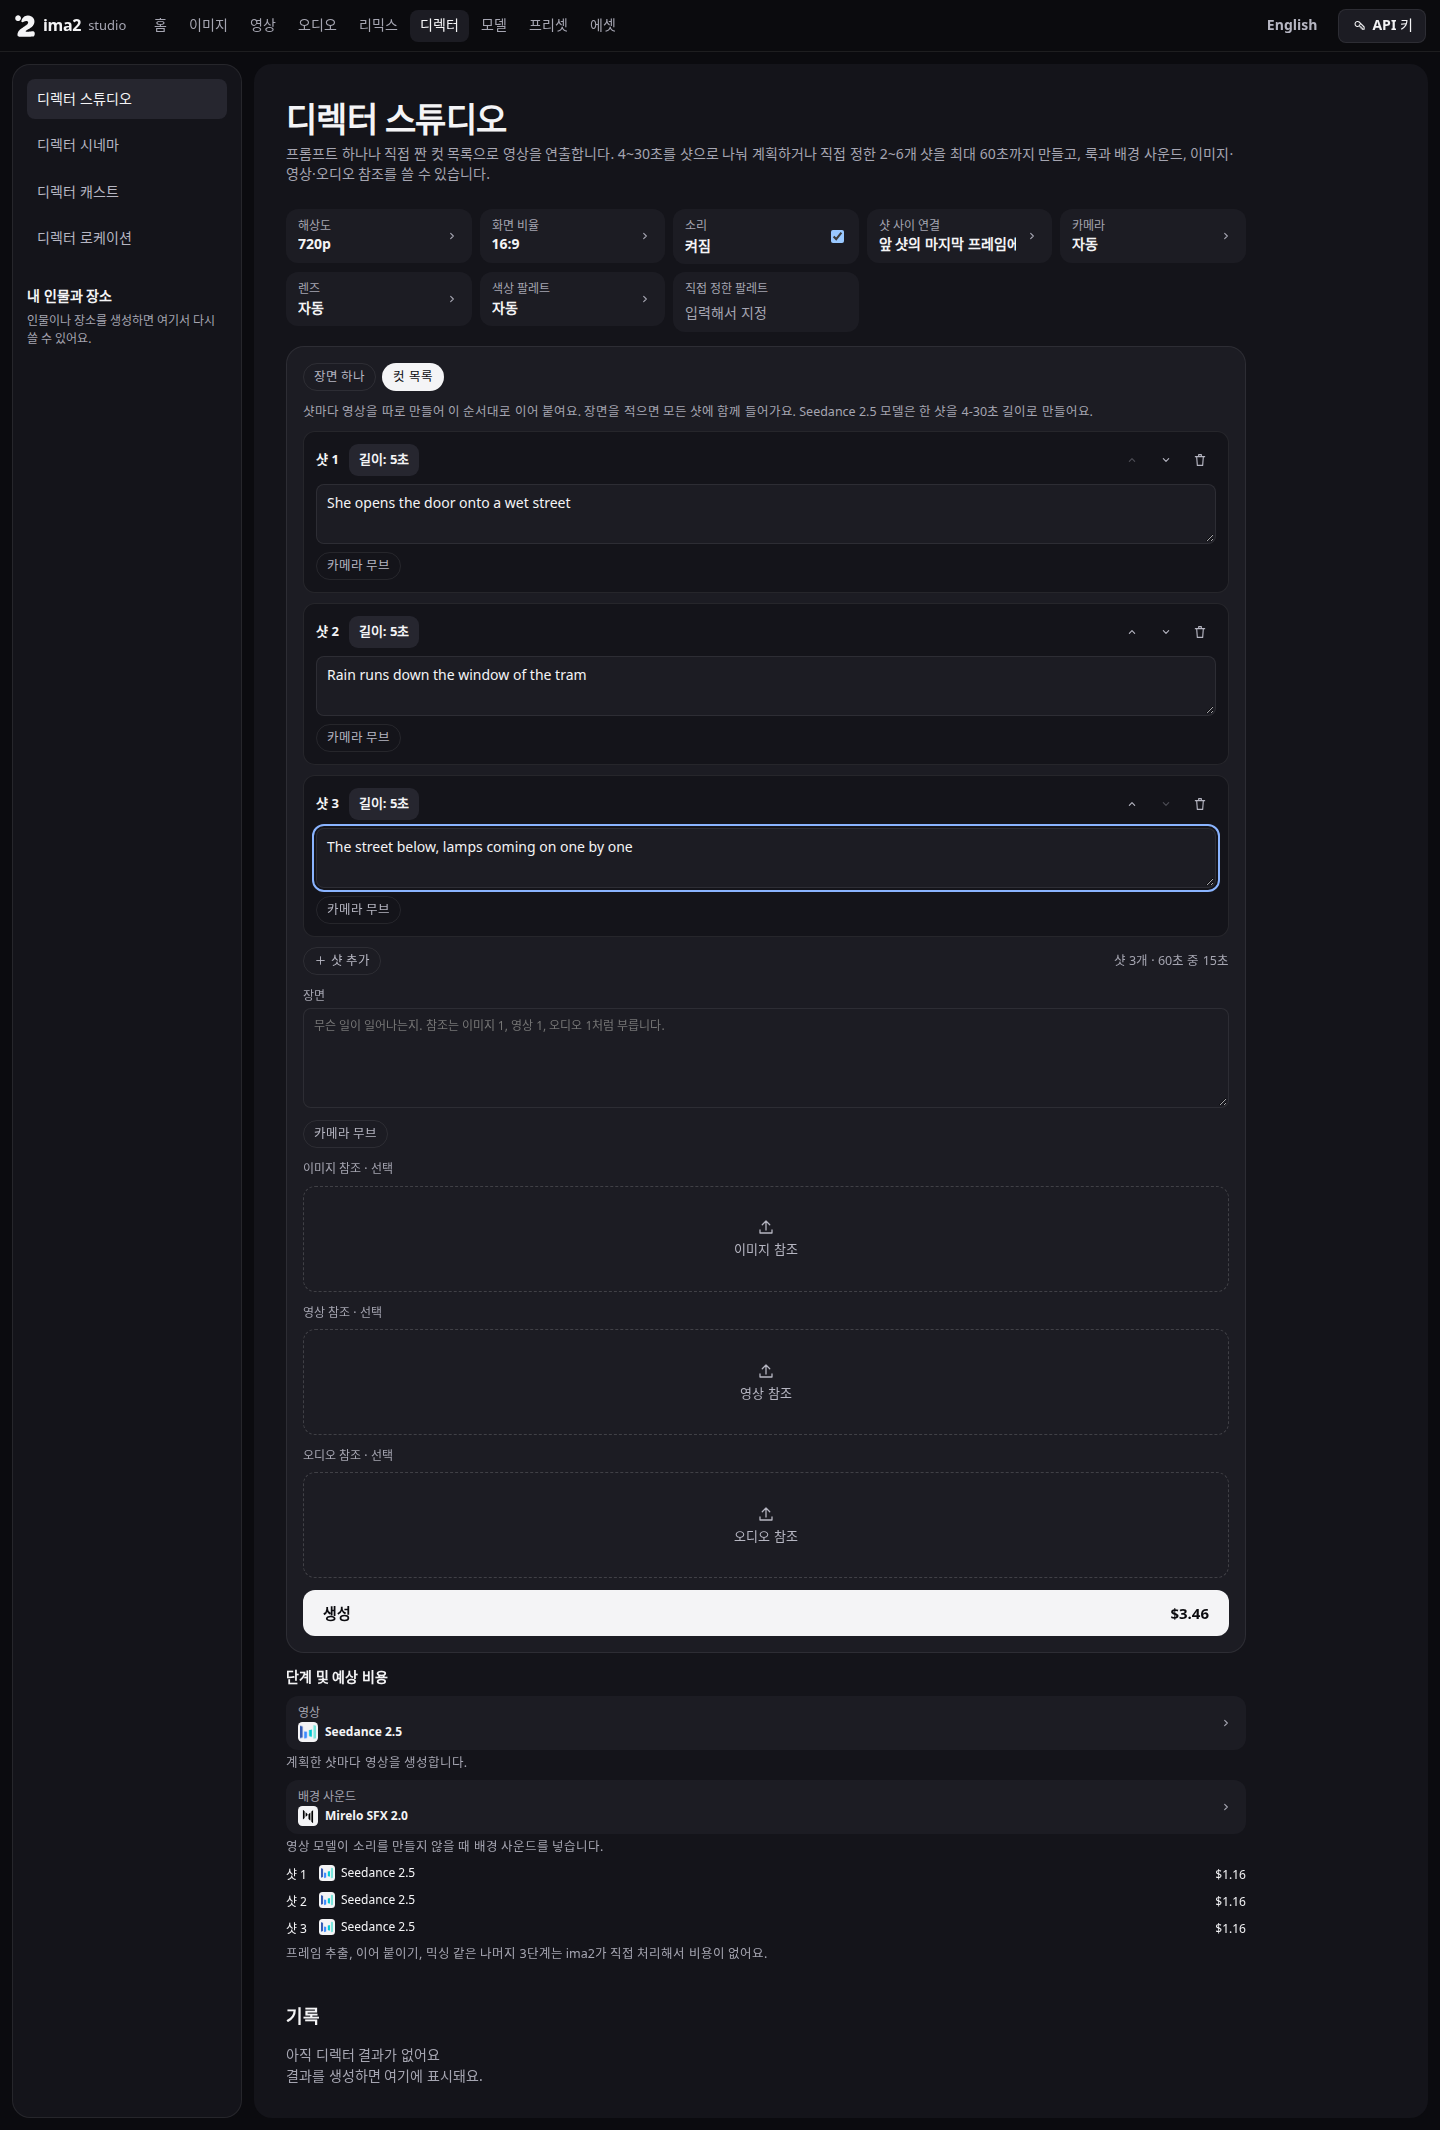 ima2 studio
홈
이미지
영상
오디오
리믹스
디렉터
모델
프리셋
에셋
English
API 키
디렉터 스튜디오
디렉터 시네마
디렉터 캐스트
디렉터 로케이션
내 인물과 장소
인물이나 장소를 생성하면 여기서 다시
쓸 수 있어요.
디렉터 스튜디오
프롬프트 하나나 직접 짠 컷 목록으로 영상을 연출합니다. 4~30초를 샷으로 나눠 계획하거나 직접 정한 2~6개 샷을 최대 60초까지 만들고, 룩과 배경 사운드, 이미지·
영상·오디오 참조를 쓸 수 있습니다.
해상도
720p
화면 비율
16:9
소리
켜짐
샷 사이 연결
앞 샷의 마지막 프레임에
카메라
자동
렌즈
자동
색상 팔레트
자동
직접 정한 팔레트
입력해서 지정
장면 하나
컷 목록
샷마다 영상을 따로 만들어 이 순서대로 이어 붙여요. 장면을 적으면 모든 샷에 함께 들어가요. Seedance 2.5 모델은 한 샷을 4-30초 길이로 만들어요.
샷 1
길이: 5초
She opens the door onto a wet street
카메라 무브
샷 2
길이: 5초
Rain runs down the window of the tram
카메라 무브
샷 3
길이: 5초
The street below, lamps coming on one by one
카메라 무브
샷 추가
샷 3개 · 60초 중 15초
장면
무슨 일이 일어나는지. 참조는 이미지 1, 영상 1, 오디오 1처럼 부릅니다.
카메라 무브
이미지 참조 · 선택
이미지 참조
영상 참조 · 선택
영상 참조
오디오 참조 · 선택
오디오 참조
생성
$3.46
단계 및 예상 비용
영상
Seedance 2.5
계획한 샷마다 영상을 생성합니다.
배경 사운드
Mirelo SFX 2.0
영상 모델이 소리를 만들지 않을 때 배경 사운드를 넣습니다.
샷 1 Seedance 2.5 $1.16
샷 2 Seedance 2.5 $1.16
샷 3 Seedance 2.5 $1.16
프레임 추출, 이어 붙이기, 믹싱 같은 나머지 3단계는 ima2가 직접 처리해서 비용이 없어요.
기록
아직 디렉터 결과가 없어요
결과를 생성하면 여기에 표시돼요.